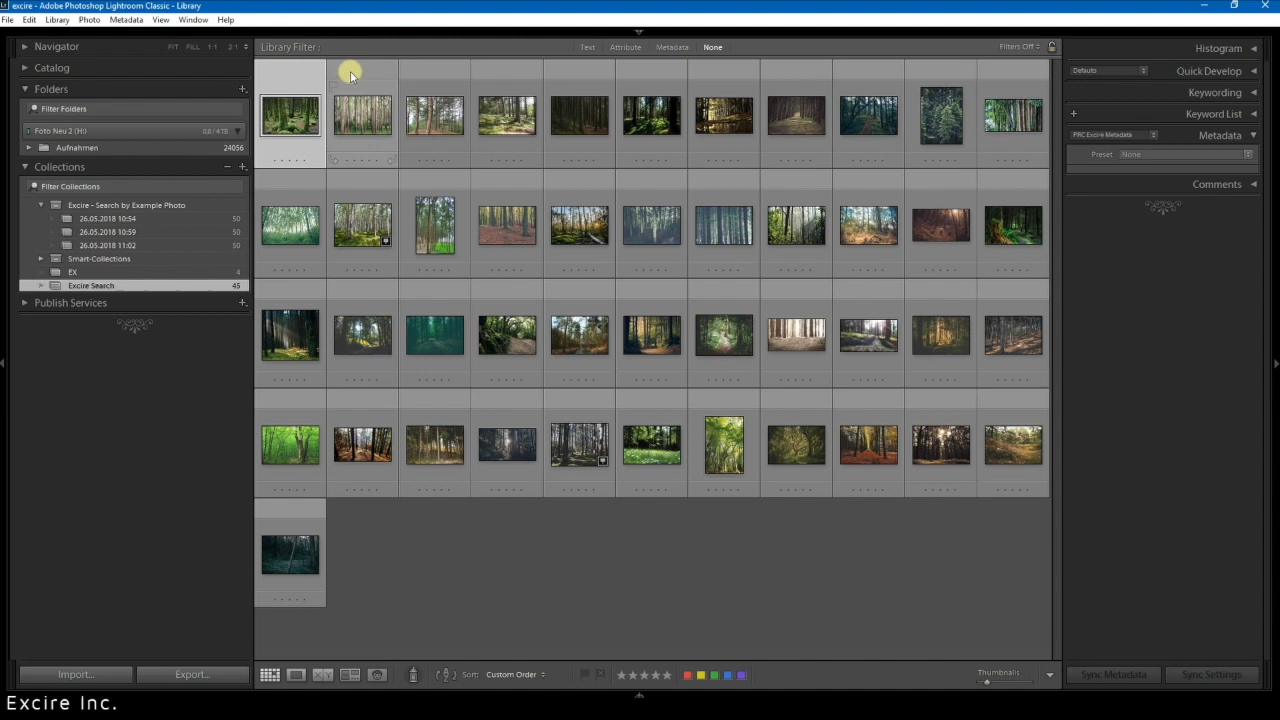 excire - Adobe Photoshop Lightroom Classic - Library
File Edit Library Photo Metadata View Window Help
Navigator FIT FILL 1:1 2:1
Catalog
Folders
Filter Folders
Foto Neu 2 (H:) 0,8 / 4 TB
Aufnahmen 24056
Collections
Filter Collections
Excire - Search by Example Photo
26.05.2018 10:54 50
26.05.2018 10:59 50
26.05.2018 11:02 50
Smart-Collections
EX 4
Excire Search 45
Publish Services
Import...
Export...
Library Filter :
Text Attribute Metadata None
Filters Off
Sort: Custom Order
Thumbnails
Histogram
Defaults Quick Develop
Keywording
Keyword List
PRC Excire Metadata Metadata
Preset None
Comments
Sync Metadata
Sync Settings
Excire Inc.